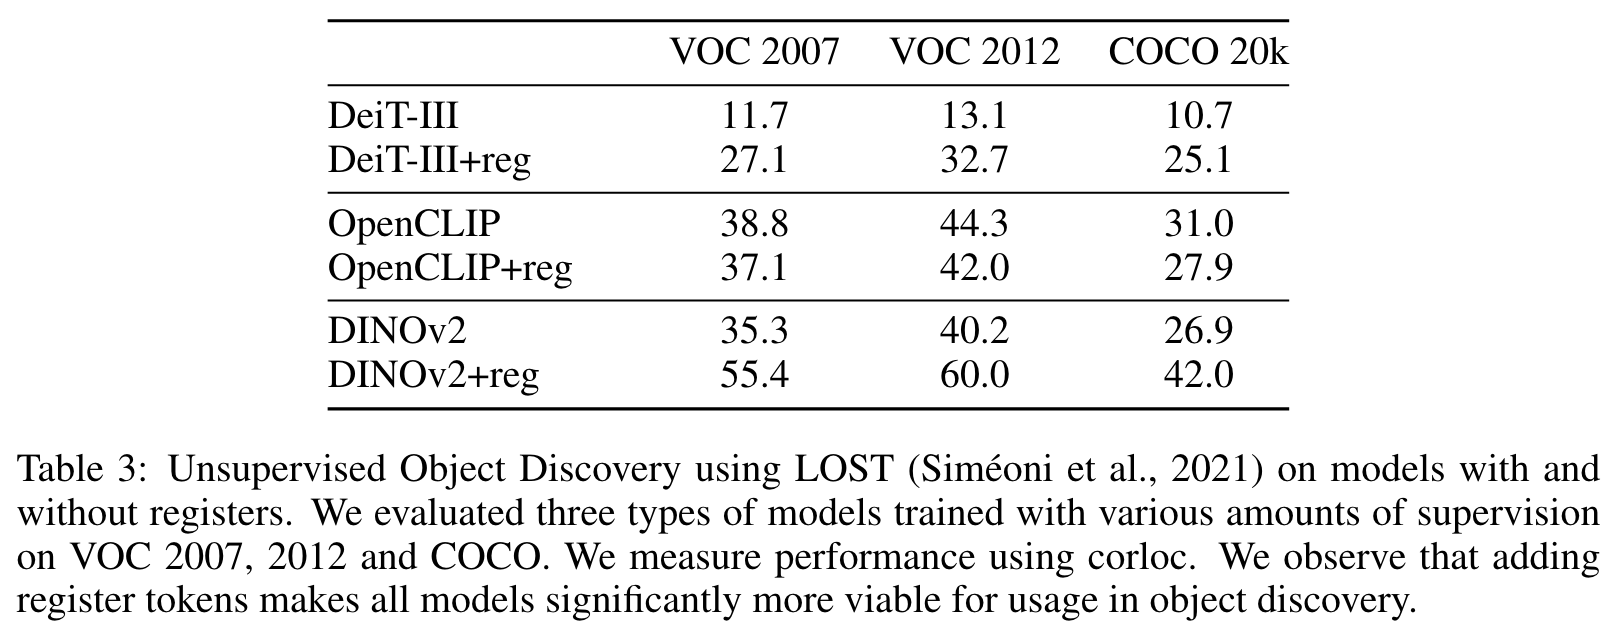 VOC 2007 VOC 2012 COCO 20k
DeiT-III 11.7 13.1 10.7
DeiT-III+reg 27.1 32.7 25.1
OpenCLIP 38.8 44.3 31.0
OpenCLIP+reg 37.1 42.0 27.9
DINOv2 35.3 40.2 26.9
DINOv2+reg 55.4 60.0 42.0
Table 3: Unsupervised Object Discovery using LOST (Siméoni et al., 2021) on models with and
without registers. We evaluated three types of models trained with various amounts of supervision
on VOC 2007, 2012 and COCO. We measure performance using corloc. We observe that adding
register tokens makes all models significantly more viable for usage in object discovery.